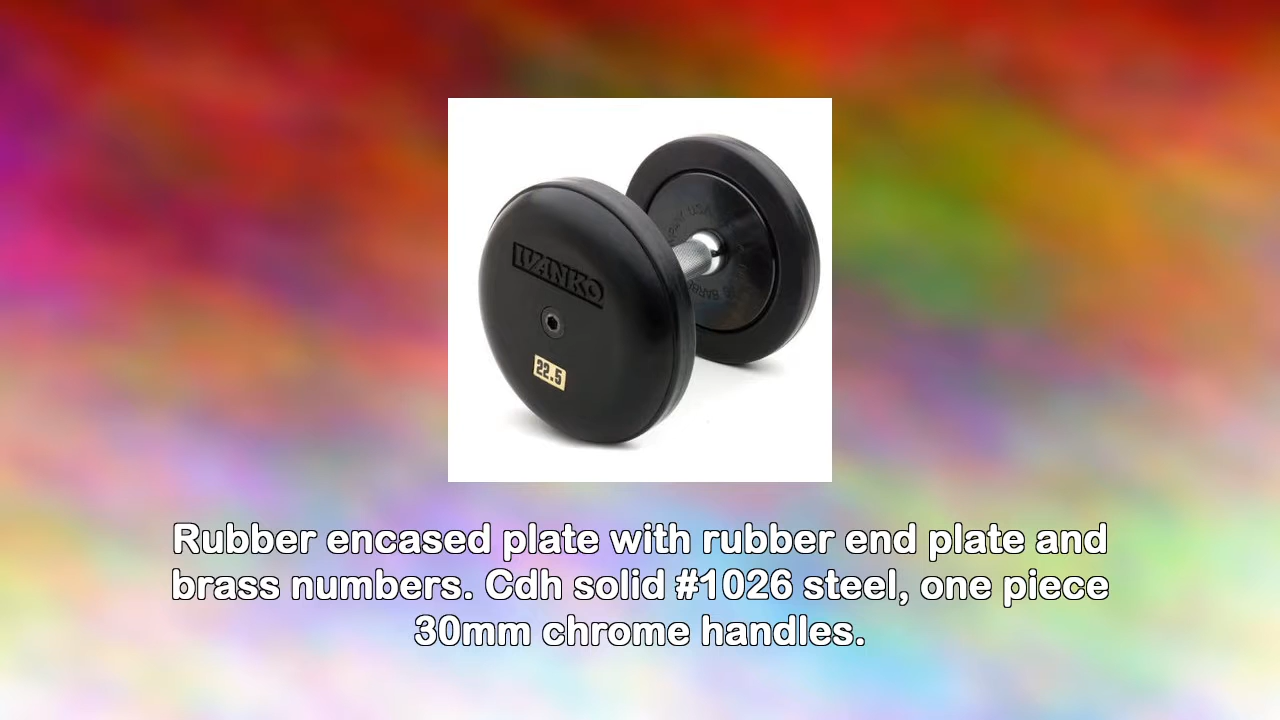 IVANKO
22.5
Rubber encased plate with rubber end plate and
brass numbers. Cdh solid #1026 steel, one piece
30mm chrome handles.